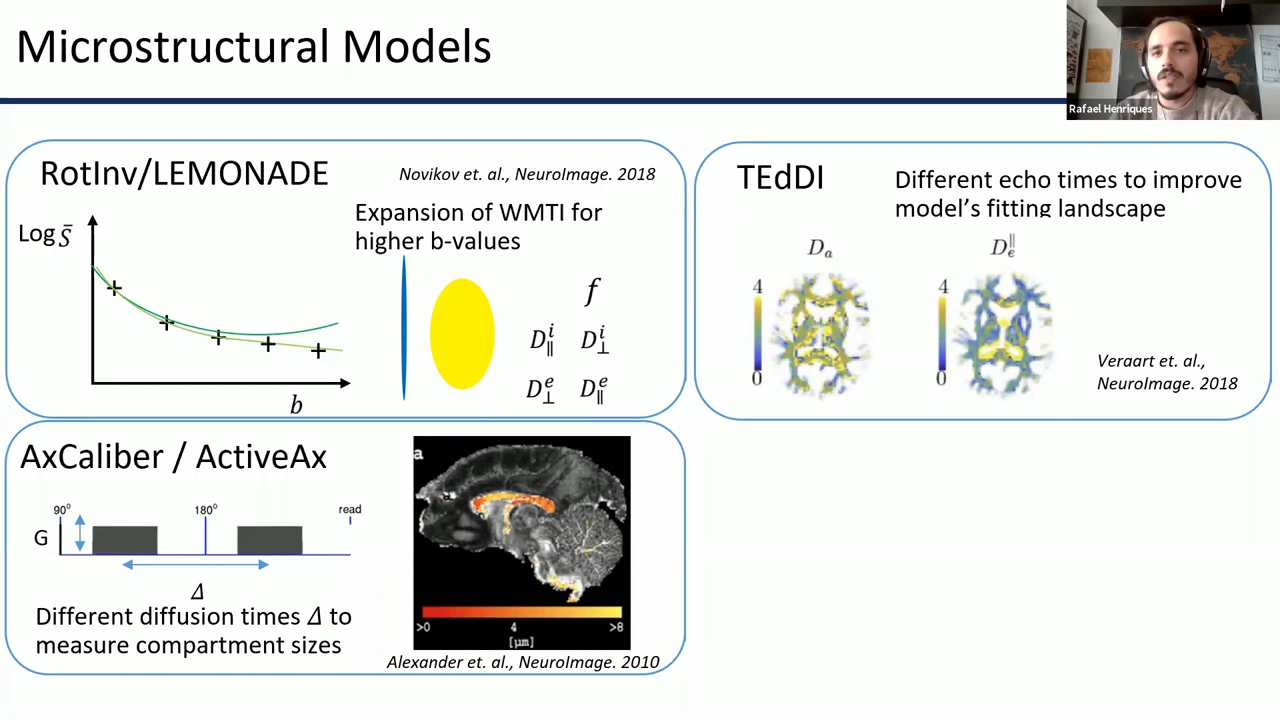 Microstructural Models
Rafael Henriques
RotInv/LEMONADE
Novikov et. al., NeuroImage. 2018
Log S̄
Expansion of WMTI for
higher b-values
f
D∥^i D⊥^i
D⊥^e D∥^e
b
TEdDI
Different echo times to improve
model's fitting landscape
D_a
D_e^∥
4
0
4
0
Veraart et. al.,
NeuroImage. 2018
AxCaliber / ActiveAx
90° 180° read
G
Δ
Different diffusion times Δ to
measure compartment sizes
a
>0 4 >8
[μm]
Alexander et. al., NeuroImage. 2010